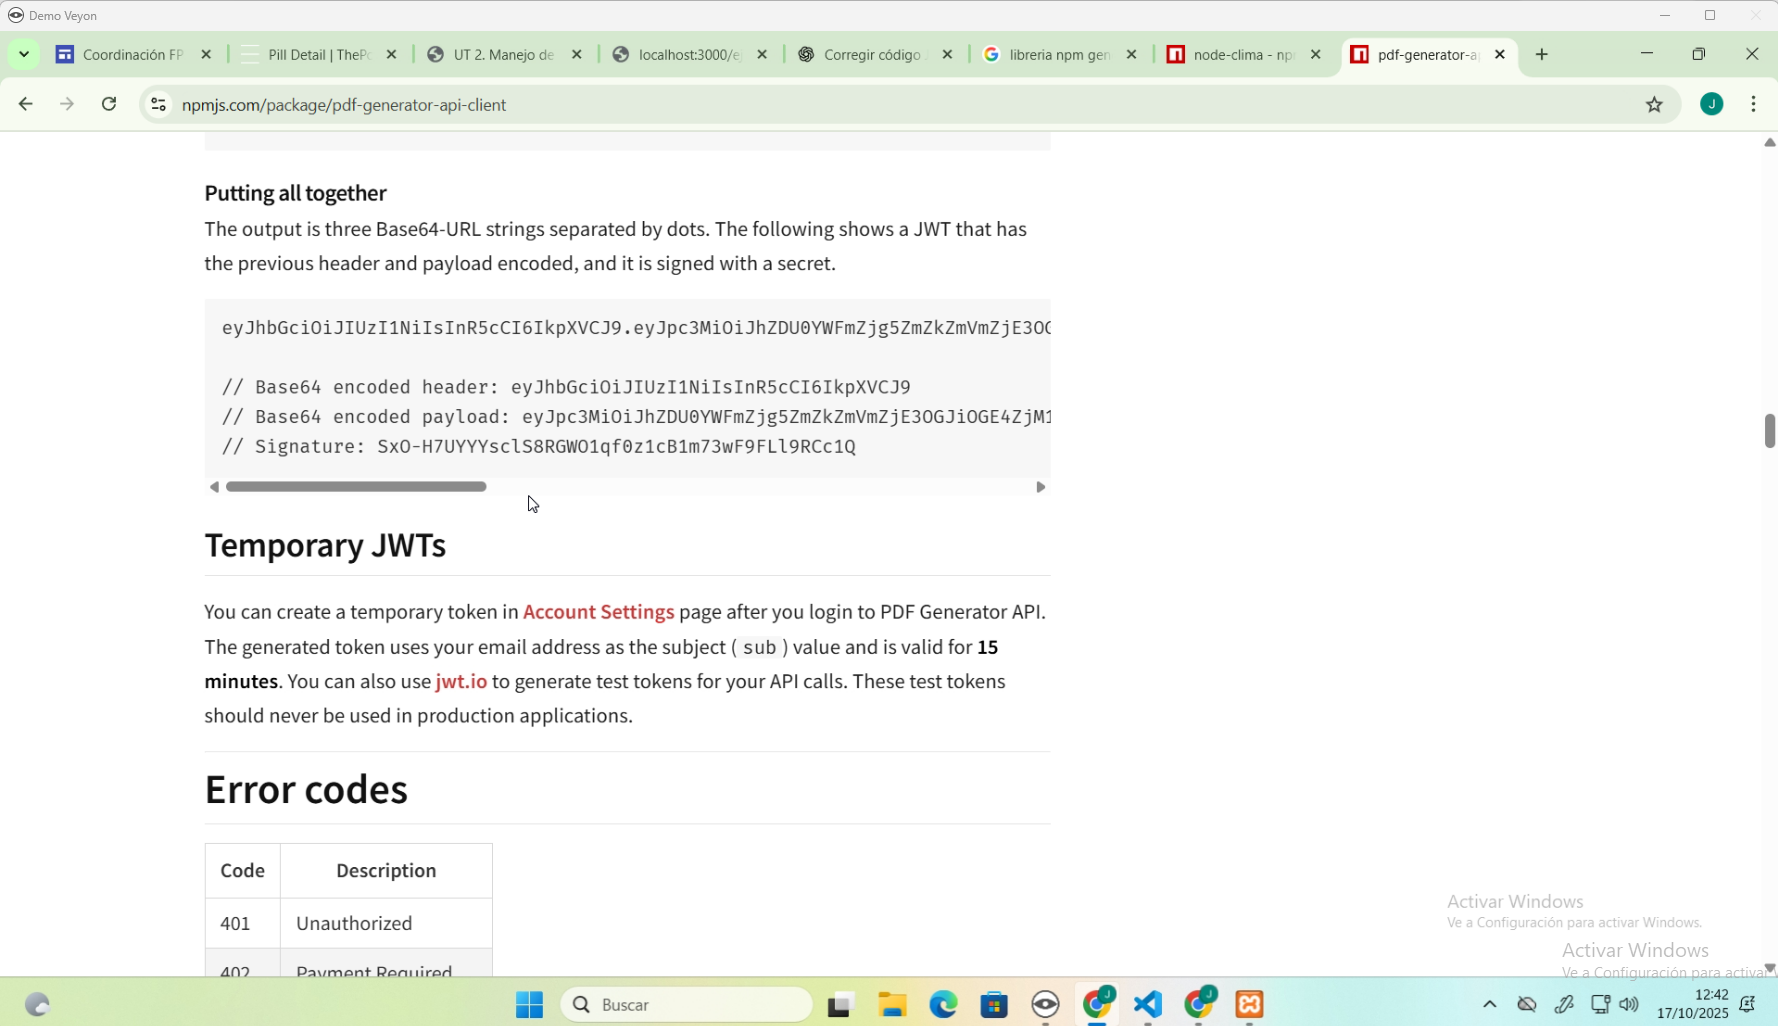 Demo Veyon
Coordinación FP
Pill Detail | ThePo
UT 2. Manejo de
localhost:3000/e
Corregir código
libreria npm gen
node-clima - np
pdf-generator-a
npmjs.com/package/pdf-generator-api-client
J
Putting all together
The output is three Base64-URL strings separated by dots. The following shows a JWT that has
the previous header and payload encoded, and it is signed with a secret.
eyJhbGciOiJIUzI1NiIsInR5cCI6IkpXVCJ9.eyJpc3MiOiJhZDU0YWFmZjg5ZmZkZmVmZjE3OG
// Base64 encoded header: eyJhbGciOiJIUzI1NiIsInR5cCI6IkpXVCJ9
// Base64 encoded payload: eyJpc3MiOiJhZDU0YWFmZjg5ZmZkZmVmZjE3OGJiOGE4ZjM1
// Signature: SxO-H7UYYYsclS8RGWO1qf0z1cB1m73wF9FLl9RCc1Q
Temporary JWTs
You can create a temporary token in Account Settings page after you login to PDF Generator API.
The generated token uses your email address as the subject ( sub ) value and is valid for 15
minutes. You can also use jwt.io to generate test tokens for your API calls. These test tokens
should never be used in production applications.
Error codes
Code Description
401 Unauthorized
402 Payment Required
Activar Windows
Ve a Configuración para activar Windows.
Activar Windows
Ve a Configuración para activar
Buscar
J
J
12:42
17/10/2025